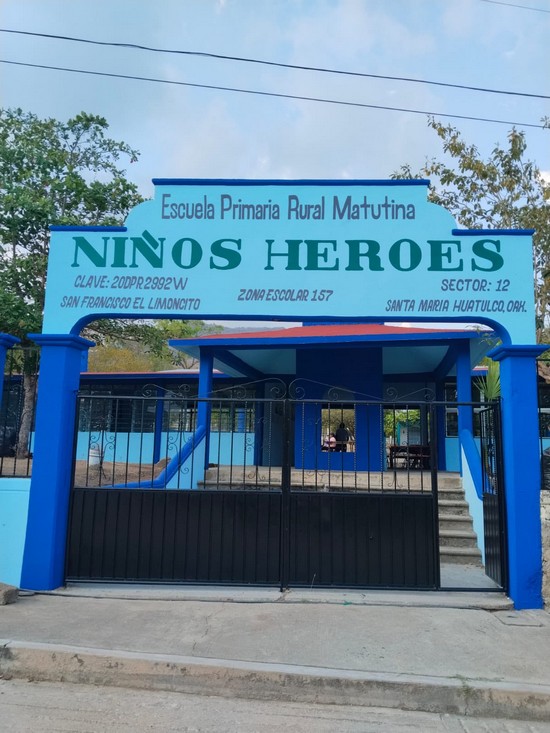 Escuela Primaria Rural Matutina
NIÑOS HEROES
CLAVE: 20DPR2992W
SECTOR: 12
SAN FRANCISCO EL LIMONCITO
ZONA ESCOLAR 157
SANTA MARIA HUATULCO, OAX.